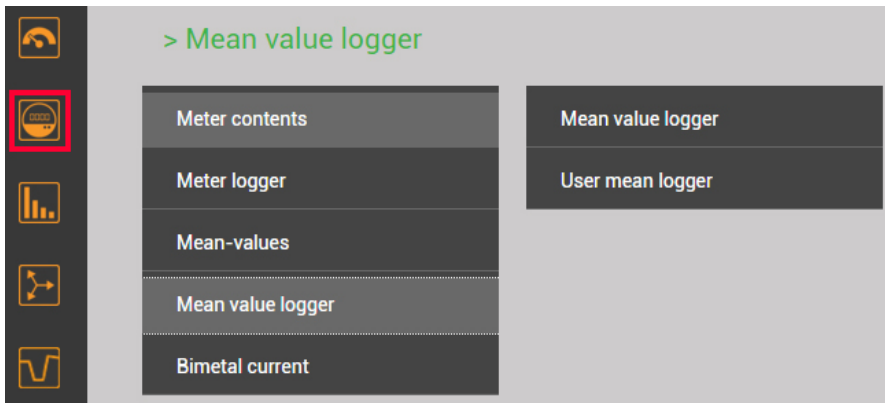 > Mean value logger
Meter contents
Meter logger
Mean-values
Mean value logger
Bimetal current
Mean value logger
User mean logger